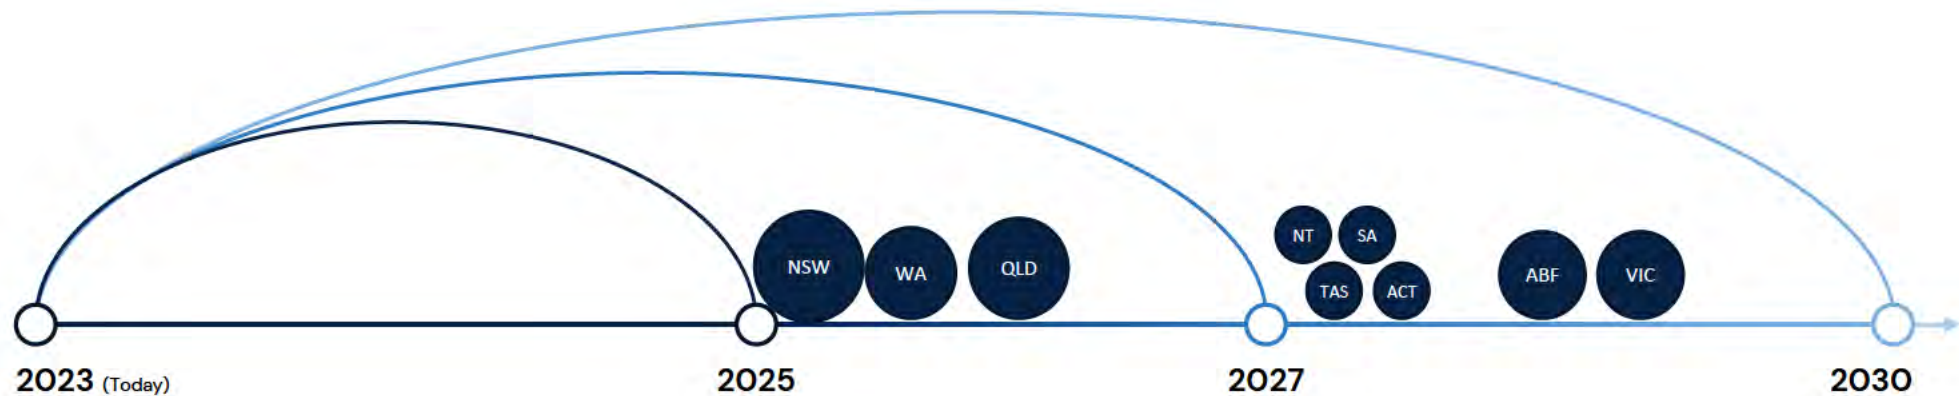 NT SA
NSW WA QLD ABF VIC
TAS ACT
2023 (Today) 2025 2027 2030